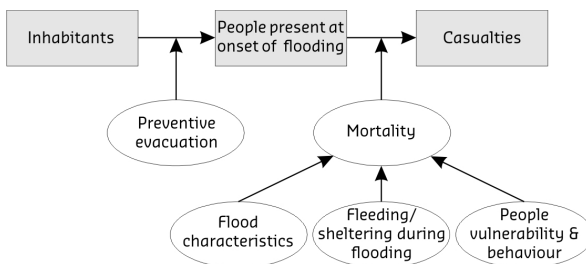 Inhabitants
People present at
onset of flooding
Casualties
Preventive
evacuation
Mortality
Flood
characteristics
Fleeding/
sheltering during
flooding
People
vulnerability &
behaviour